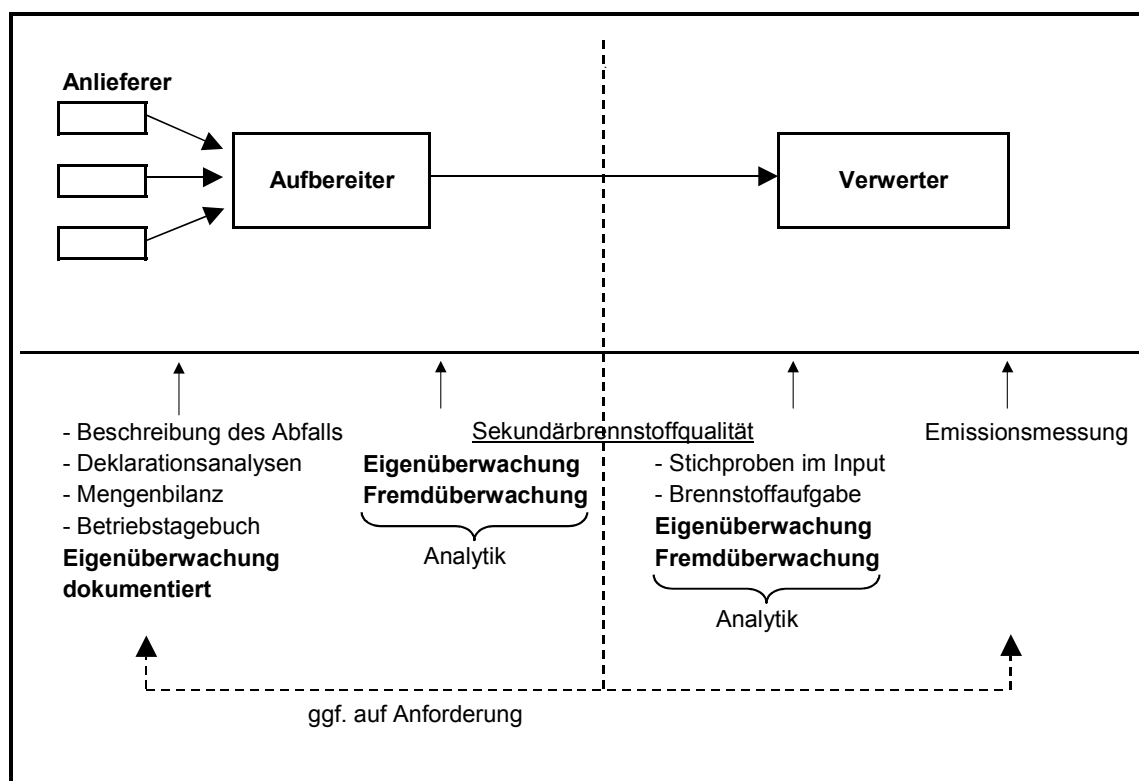 Anlieferer
Aufbereiter
Verwerter
- Beschreibung des Abfalls
- Deklarationsanalysen
- Mengenbilanz
- Betriebstagebuch
Eigenüberwachung
dokumentiert
Sekundärbrennstoffqualität
Eigenüberwachung
Fremdüberwachung
Analytik
- Stichproben im Input
- Brennstoffaufgabe
Eigenüberwachung
Fremdüberwachung
Analytik
Emissionsmessung
ggf. auf Anforderung